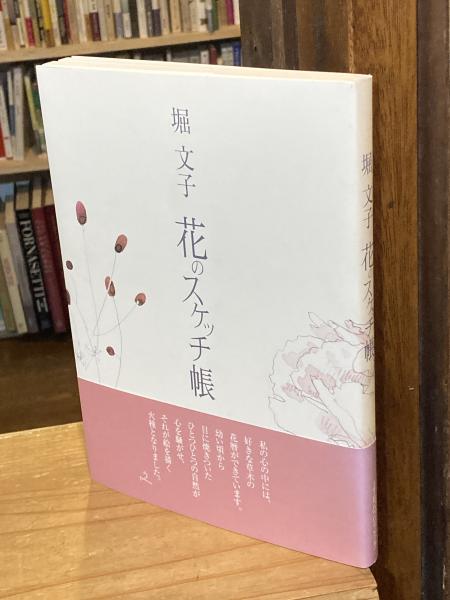 堀 文子
花のスケッチ帳
私の心の中には、
好きな草木の
花暦ができています。
幼い頃から
目に焼きついた
ひとつひとつの自然が
心を騒がせ、
それが絵を描く
火種となりました。
堀 文子 花のスケッチ帳
FORNASETTI